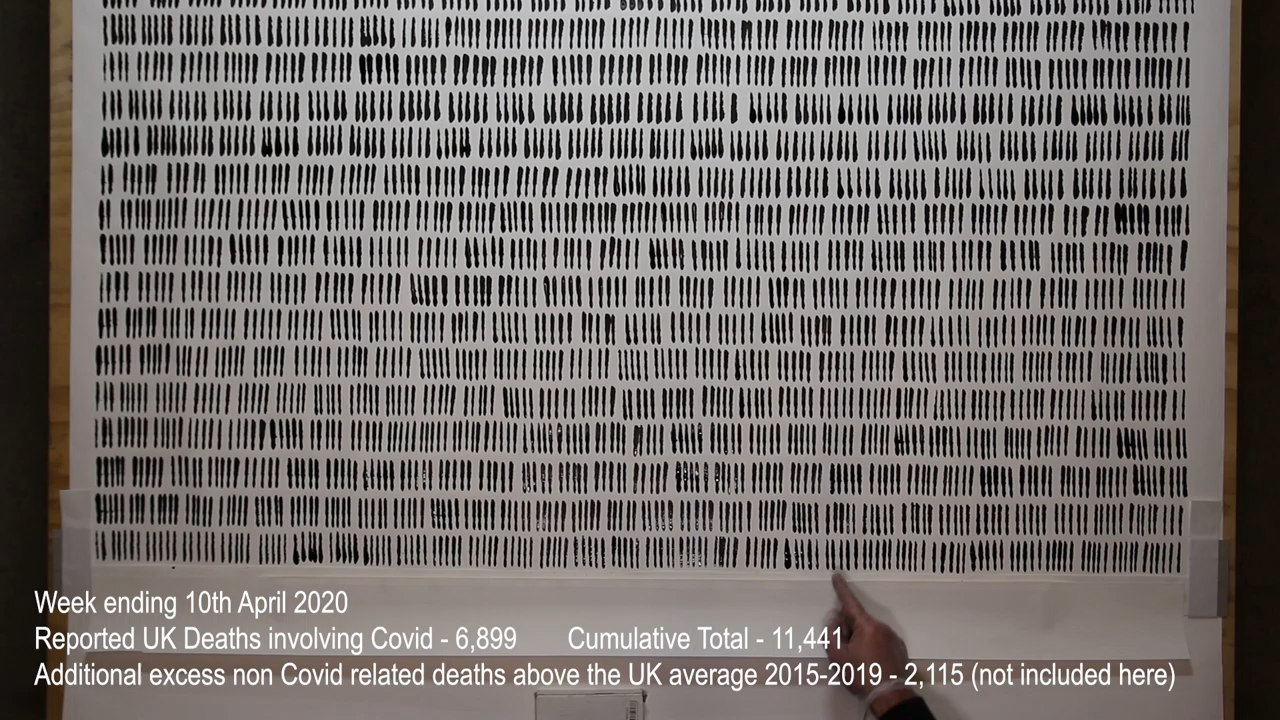 Week ending 10th April 2020
Reported UK Deaths involving Covid - 6,899 Cumulative Total - 11,441
Additional excess non Covid related deaths above the UK average 2015-2019 - 2,115 (not included here)